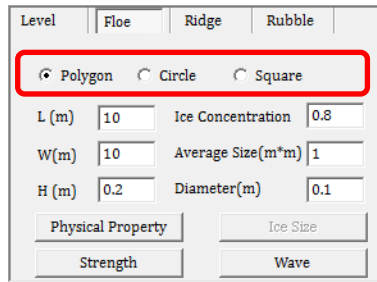 Level Floe Ridge Rubble
Polygon Circle Square
L (m) 10 Ice Concentration 0.8
W(m) 10 Average Size(m*m) 1
H (m) 0.2 Diameter(m) 0.1
Physical Property Ice Size
Strength Wave